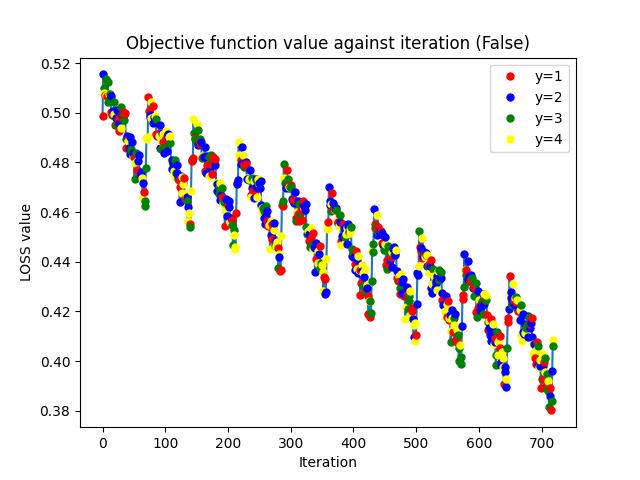 Objective function value against iteration (False)
y=1
y=2
y=3
y=4
0.52
0.50
0.48
0.46
0.44
0.42
0.40
0.38
LOSS value
0
100
200
300
400
500
600
700
Iteration